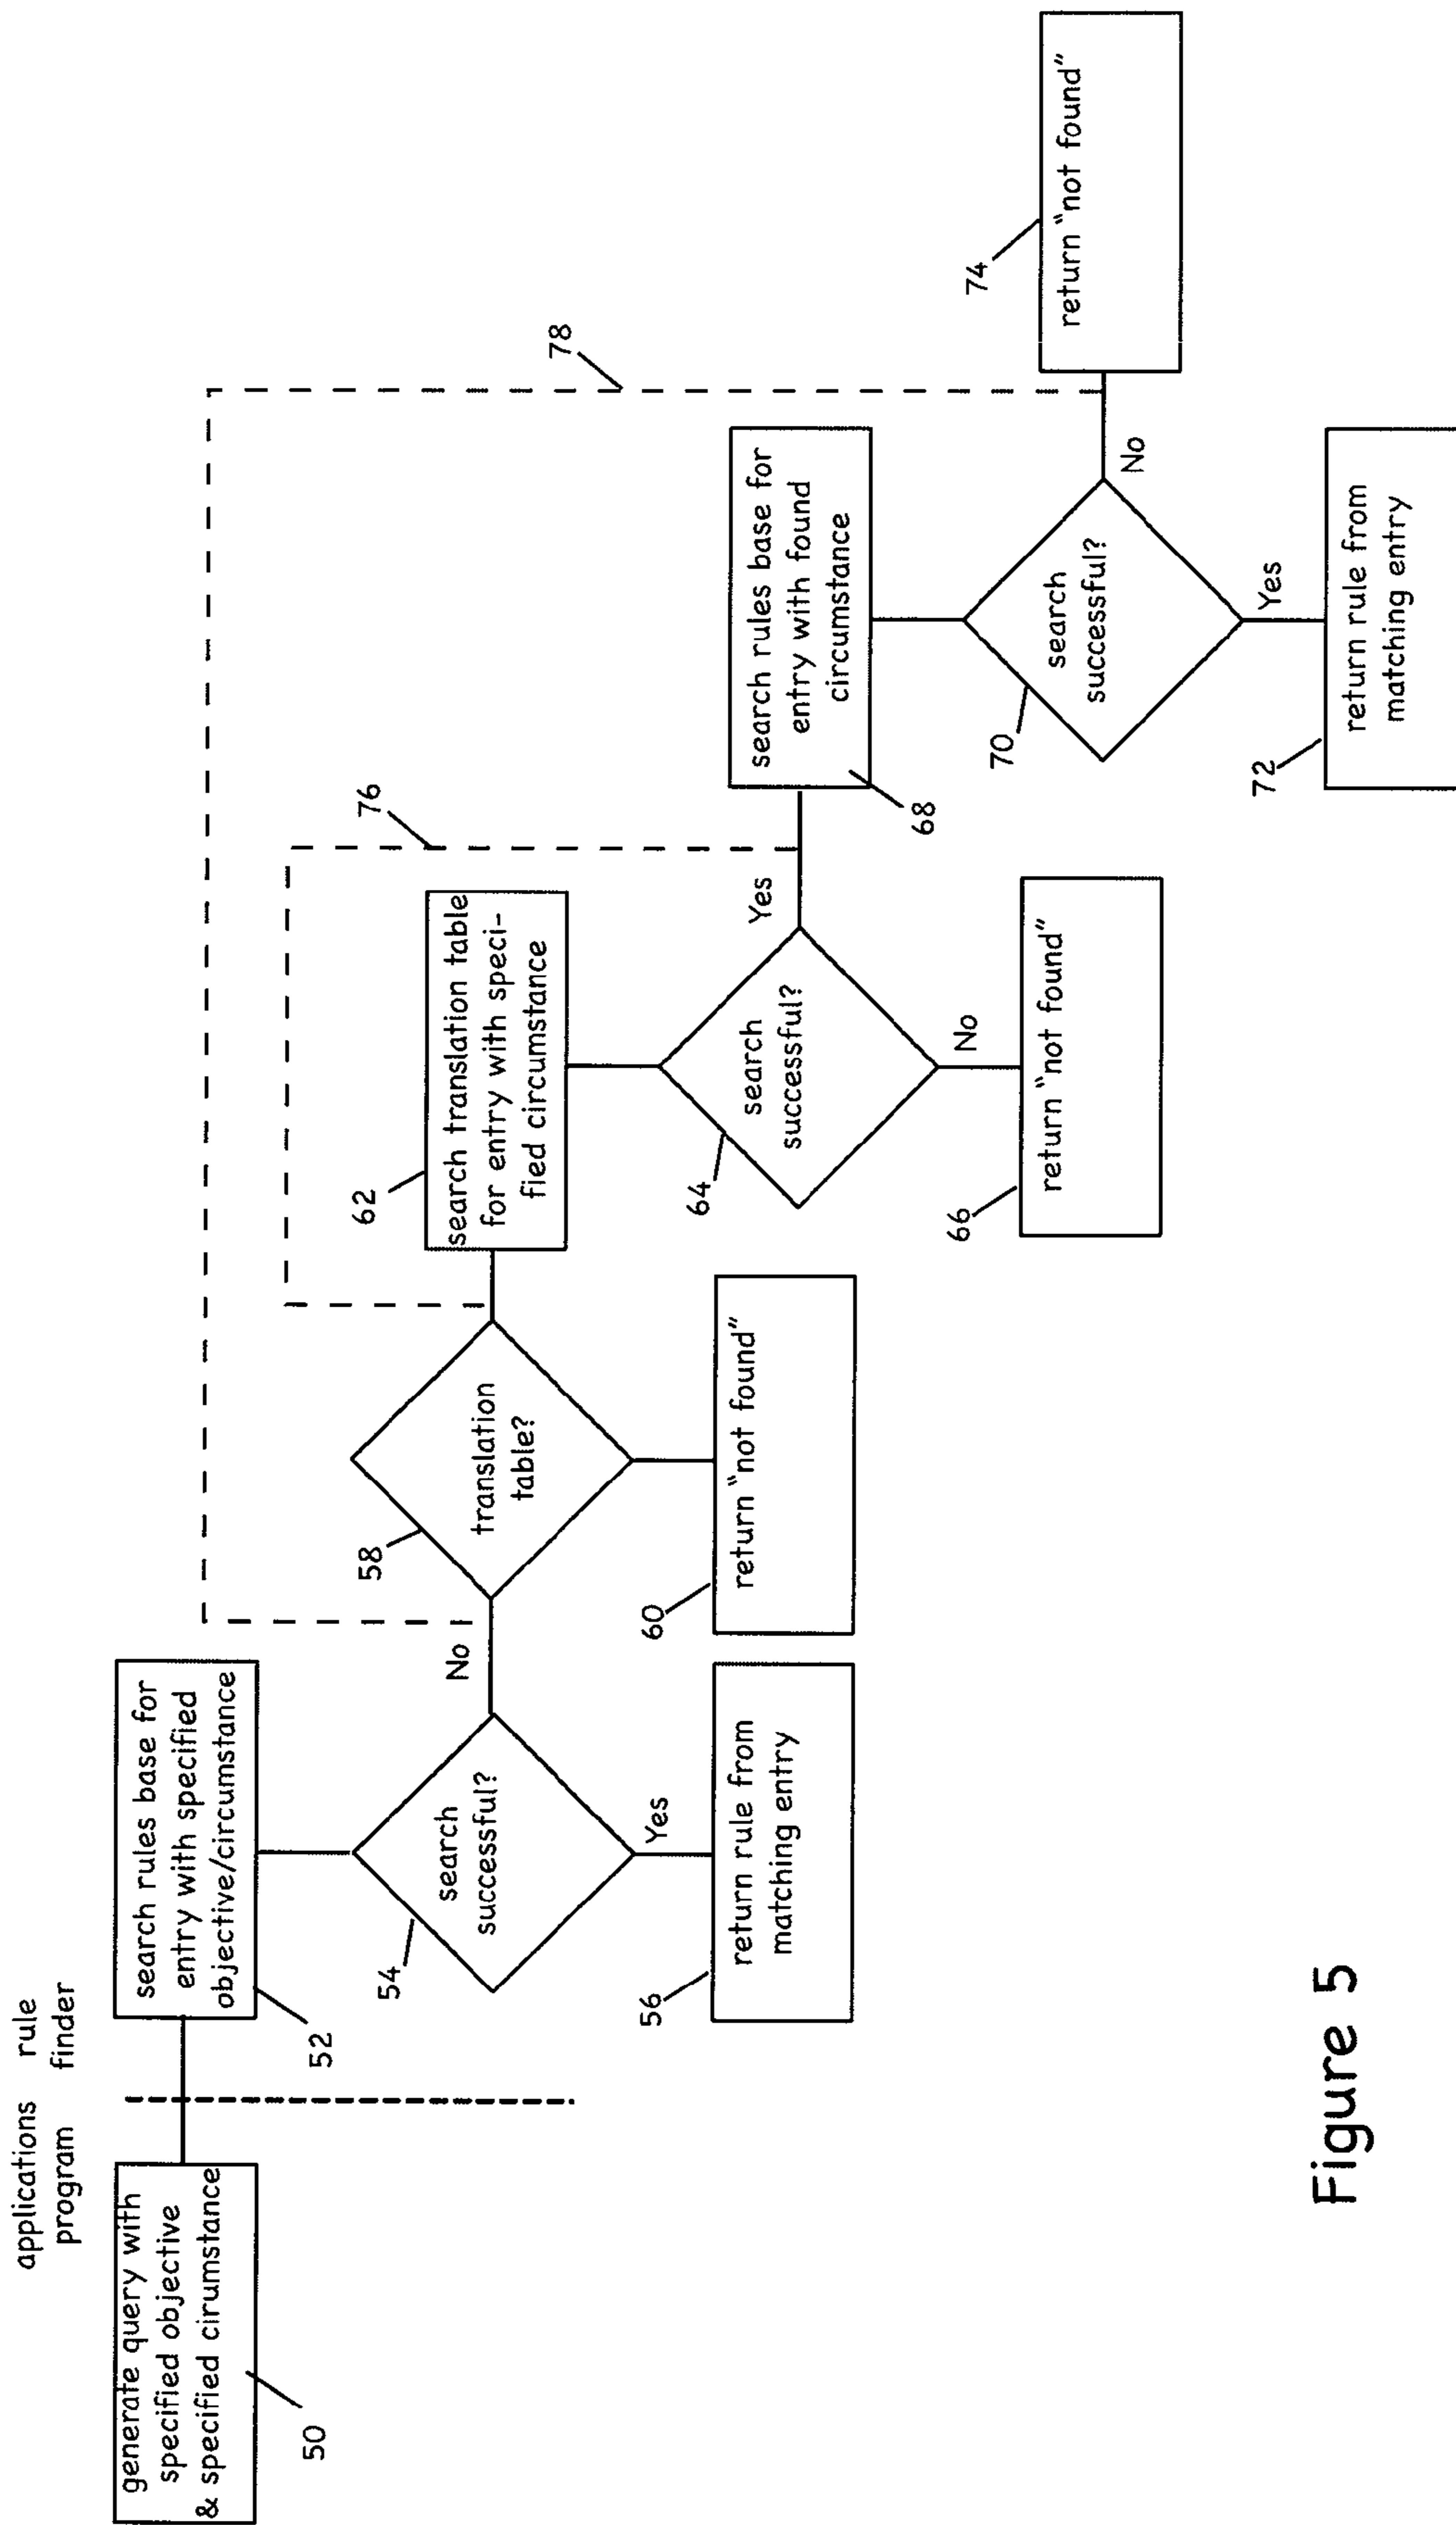 applications
program
rule
finder
generate query with
specified objective
& specified cirumstance
50
search rules base for
entry with specified
objective/circumstance
52
search
successful?
54
Yes
No
return rule from
matching entry
56
translation
table?
58
return “not found”
60
search translation table
for entry with speci-
fied circumstance
62
search
successful?
64
Yes
No
return “not found”
66
76
search rules base for
entry with found
circumstance
68
search
successful?
70
Yes
No
return rule from
matching entry
72
return “not found”
74
78
Figure 5